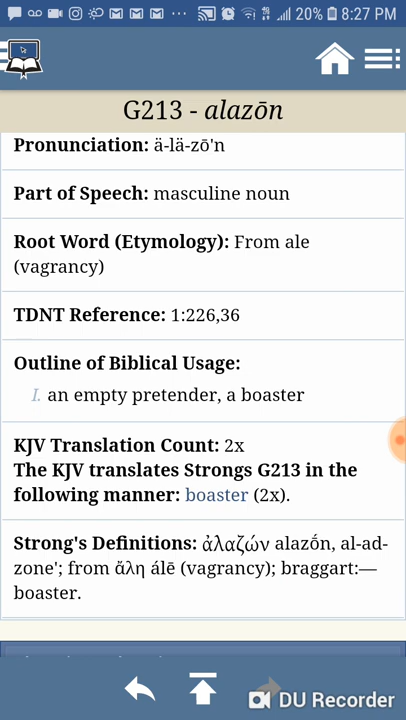 20% 8:27 PM
G213 - alazōn
Pronunciation: ä-lä-zō'n
Part of Speech: masculine noun
Root Word (Etymology): From ale
(vagrancy)
TDNT Reference: 1:226,36
Outline of Biblical Usage:
I. an empty pretender, a boaster
KJV Translation Count: 2x
The KJV translates Strongs G213 in the
following manner: boaster (2x).
Strong's Definitions: ἀλαζών alazṓn, al-ad-
zone'; from ἄλη álē (vagrancy); braggart:—
boaster.
DU Recorder